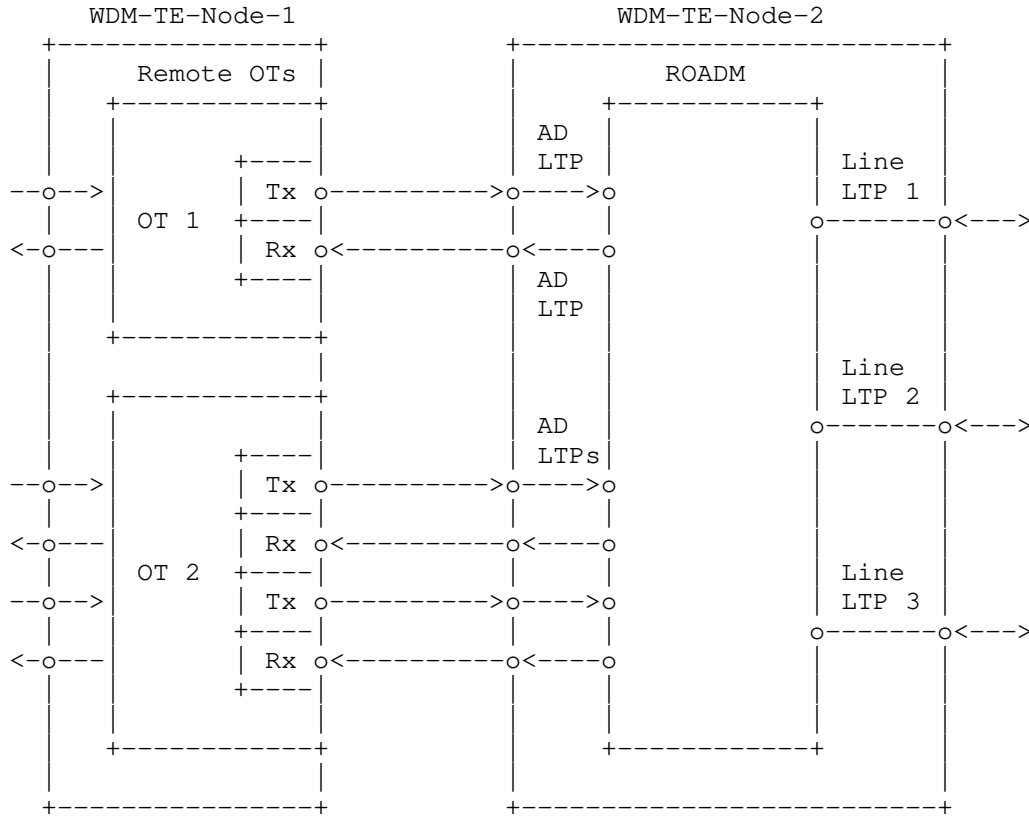 WDM-TE-Node-1 WDM-TE-Node-2
Remote OTs ROADM
AD
LTP Line
Tx LTP 1
OT 1
Rx
AD
LTP
Line
LTP 2
AD
LTPs
Tx
Rx
OT 2 Line
Tx LTP 3
Rx